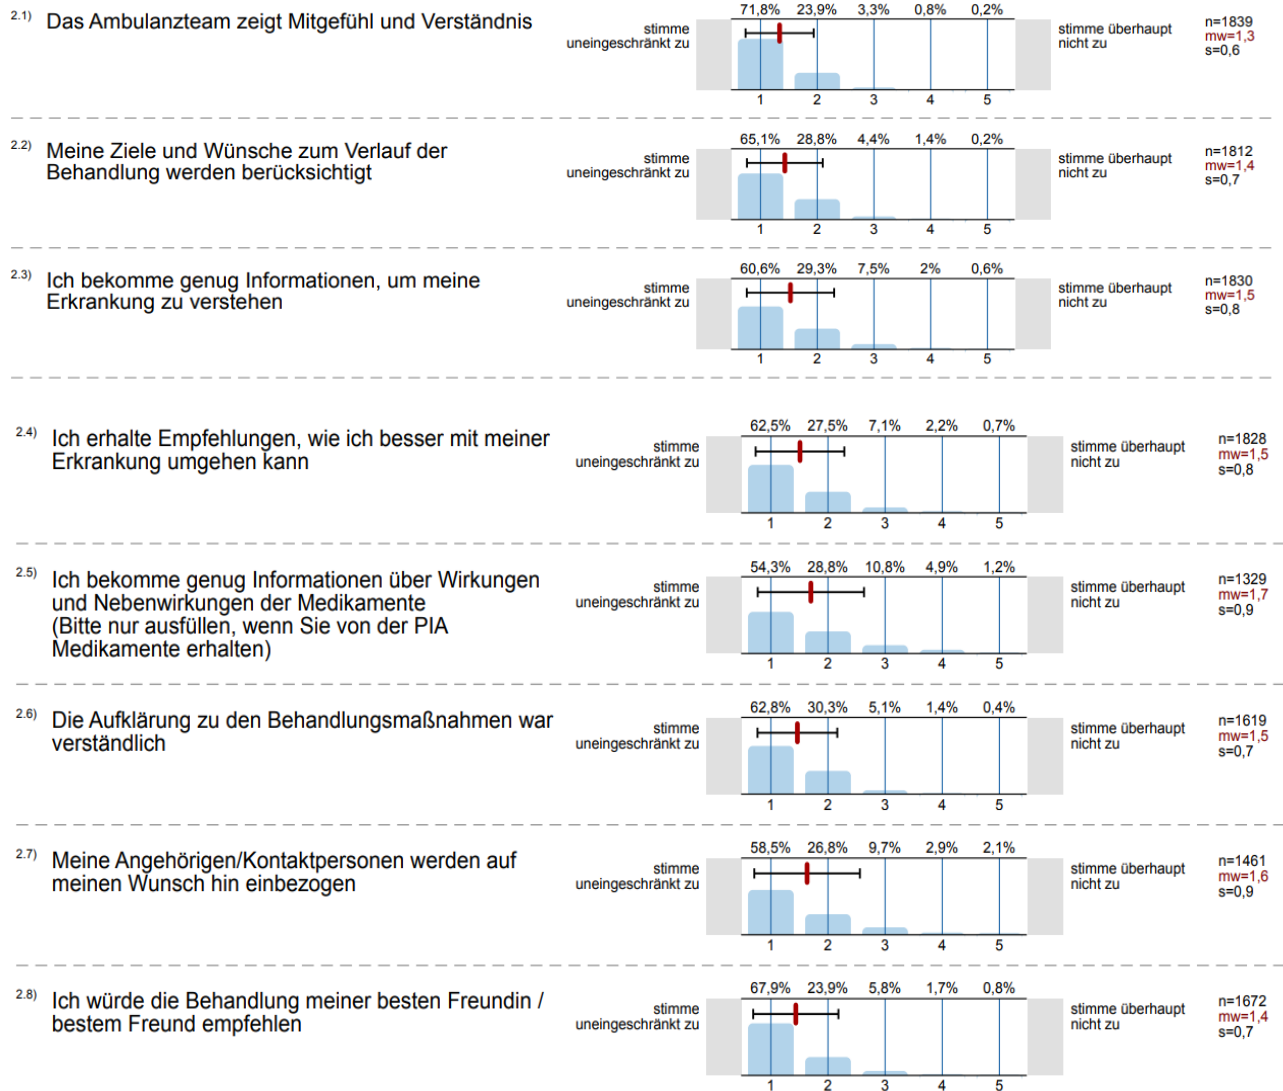 2.1) Das Ambulanzteam zeigt Mitgefühl und Verständnis
stimme
uneingeschränkt zu
71,8% 23,9% 3,3% 0,8% 0,2%
1 2 3 4 5
stimme überhaupt
nicht zu
n=1839
mw=1,3
s=0,6
2.2) Meine Ziele und Wünsche zum Verlauf der
Behandlung werden berücksichtigt
stimme
uneingeschränkt zu
65,1% 28,8% 4,4% 1,4% 0,2%
1 2 3 4 5
stimme überhaupt
nicht zu
n=1812
mw=1,4
s=0,7
2.3) Ich bekomme genug Informationen, um meine
Erkrankung zu verstehen
stimme
uneingeschränkt zu
60,6% 29,3% 7,5% 2% 0,6%
1 2 3 4 5
stimme überhaupt
nicht zu
n=1830
mw=1,5
s=0,8
2.4) Ich erhalte Empfehlungen, wie ich besser mit meiner
Erkrankung umgehen kann
stimme
uneingeschränkt zu
62,5% 27,5% 7,1% 2,2% 0,7%
1 2 3 4 5
stimme überhaupt
nicht zu
n=1828
mw=1,5
s=0,8
2.5) Ich bekomme genug Informationen über Wirkungen
und Nebenwirkungen der Medikamente
(Bitte nur ausfüllen, wenn Sie von der PIA
Medikamente erhalten)
stimme
uneingeschränkt zu
54,3% 28,8% 10,8% 4,9% 1,2%
1 2 3 4 5
stimme überhaupt
nicht zu
n=1329
mw=1,7
s=0,9
2.6) Die Aufklärung zu den Behandlungsmaßnahmen war
verständlich
stimme
uneingeschränkt zu
62,8% 30,3% 5,1% 1,4% 0,4%
1 2 3 4 5
stimme überhaupt
nicht zu
n=1619
mw=1,5
s=0,7
2.7) Meine Angehörigen/Kontaktpersonen werden auf
meinen Wunsch hin einbezogen
stimme
uneingeschränkt zu
58,5% 26,8% 9,7% 2,9% 2,1%
1 2 3 4 5
stimme überhaupt
nicht zu
n=1461
mw=1,6
s=0,9
2.8) Ich würde die Behandlung meiner besten Freundin /
bestem Freund empfehlen
stimme
uneingeschränkt zu
67,9% 23,9% 5,8% 1,7% 0,8%
1 2 3 4 5
stimme überhaupt
nicht zu
n=1672
mw=1,4
s=0,7